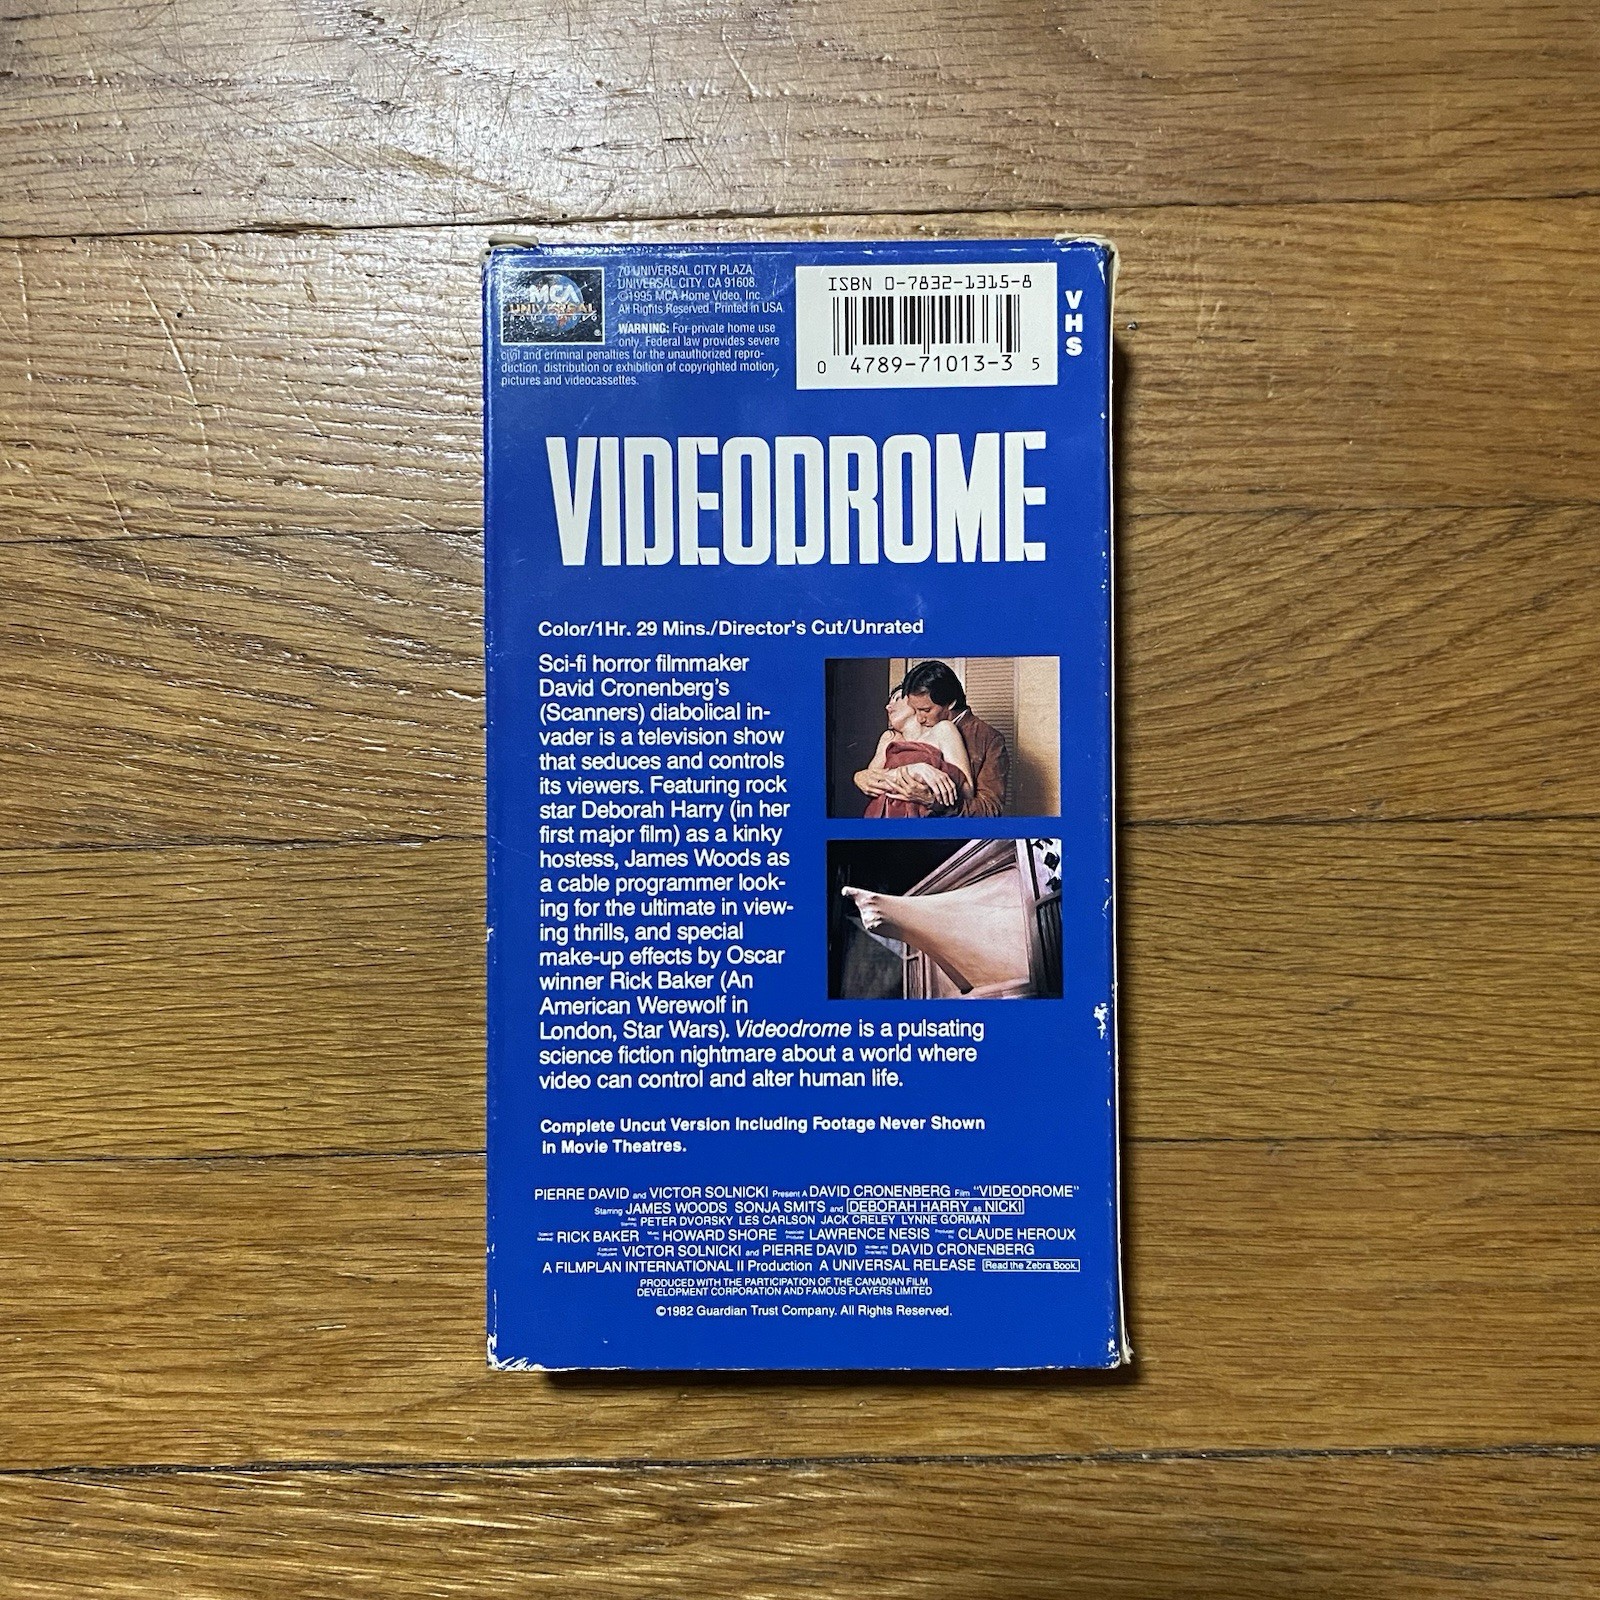 MCA
UNIVERSAL
HOME VIDEO
®
70 UNIVERSAL CITY PLAZA,
UNIVERSAL CITY, CA 91608
©1995 MCA Home Video, Inc.
All Rights Reserved. Printed in USA.
WARNING: For private home use
only. Federal law provides severe
civil and criminal penalties for the unauthorized repro-
duction, distribution or exhibition of copyrighted motion
pictures and videocassettes.
ISBN 0-7832-1315-8
0 4789-71013-3 5
VHS
VIDEODROME
Color/1Hr. 29 Mins./Director's Cut/Unrated
Sci-fi horror filmmaker
David Cronenberg's
(Scanners) diabolical in-
vader is a television show
that seduces and controls
its viewers. Featuring rock
star Deborah Harry (in her
first major film) as a kinky
hostess, James Woods as
a cable programmer look-
ing for the ultimate in view-
ing thrills, and special
make-up effects by Oscar
winner Rick Baker (An
American Werewolf in
London, Star Wars). Videodrome is a pulsating
science fiction nightmare about a world where
video can control and alter human life.
Complete Uncut Version Including Footage Never Shown
in Movie Theatres.
PIERRE DAVID and VICTOR SOLNICKI Present A DAVID CRONENBERG Film "VIDEODROME"
Starring JAMES WOODS SONJA SMITS and DEBORAH HARRY as NICKI
PETER DVORSKY LES CARLSON JACK CRELEY LYNNE GORMAN
RICK BAKER HOWARD SHORE LAWRENCE NESIS CLAUDE HEROUX
VICTOR SOLNICKI and PIERRE DAVID DAVID CRONENBERG
A FILMPLAN INTERNATIONAL II Production A UNIVERSAL RELEASE Read the Zebra Book.
PRODUCED WITH THE PARTICIPATION OF THE CANADIAN FILM
DEVELOPMENT CORPORATION AND FAMOUS PLAYERS LIMITED
©1982 Guardian Trust Company. All Rights Reserved.